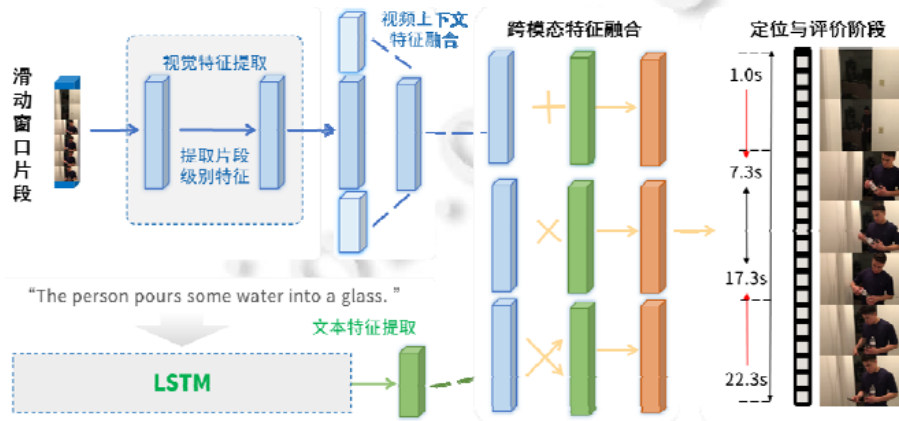 滑动窗口片段
视觉特征提取
提取片段
级别特征
视频上下文
特征融合
跨模态特征融合
定位与评价阶段
1.0s
7.3s
17.3s
22.3s
“The person pours some water into a glass. ”
文本特征提取
LSTM